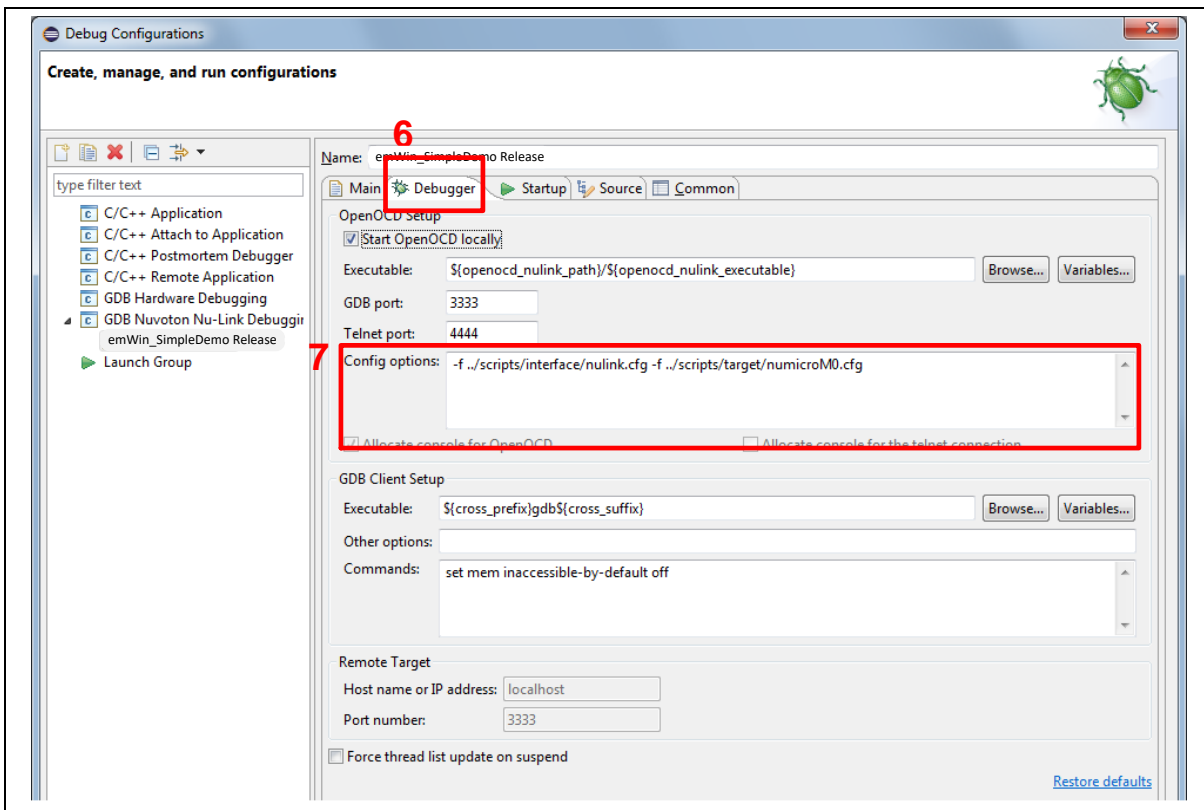 Debug Configurations
Create, manage, and run configurations
6
Name: emWin_SimpleDemo Release
type filter text
Main Debugger Startup Source Common
C/C++ Application
C/C++ Attach to Application
C/C++ Postmortem Debugger
C/C++ Remote Application
GDB Hardware Debugging
GDB Nuvoton Nu-Link Debuggin
emWin_SimpleDemo Release
Launch Group
OpenOCD Setup
Start OpenOCD locally
Executable: ${openocd_nulink_path}/${openocd_nulink_executable} Browse... Variables...
GDB port: 3333
Telnet port: 4444
7
Config options: -f ../scripts/interface/nulink.cfg -f ../scripts/target/numicroM0.cfg
Allocate console for OpenOCD Allocate console for the telnet connection
GDB Client Setup
Executable: ${cross_prefix}gdb${cross_suffix} Browse... Variables...
Other options:
Commands: set mem inaccessible-by-default off
Remote Target
Host name or IP address: localhost
Port number: 3333
Force thread list update on suspend
Restore defaults